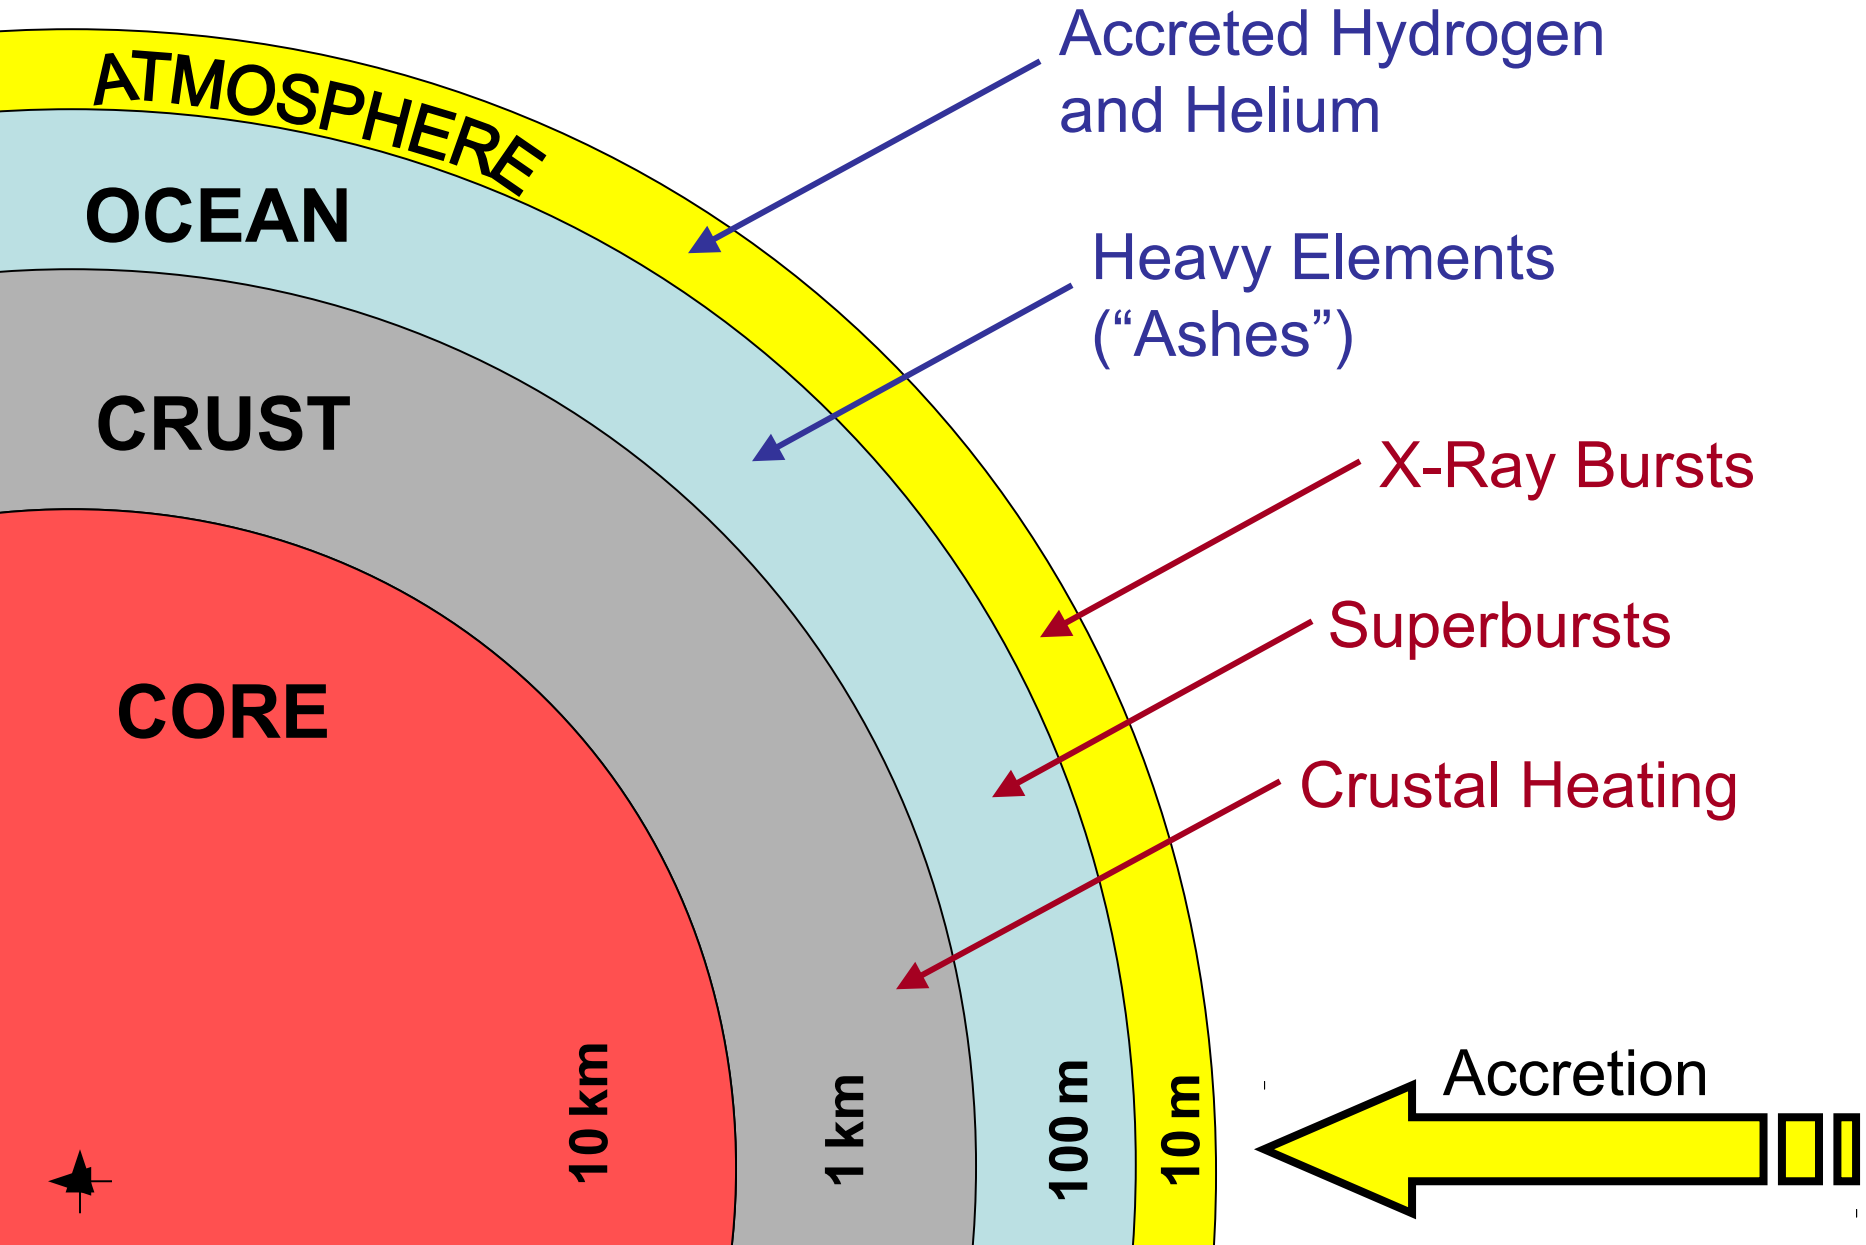 Accreted Hydrogen
and Helium
ATMOSPHERE
OCEAN
Heavy Elements
(“Ashes”)
CRUST
X-Ray Bursts
Superbursts
CORE
Crustal Heating
Accretion
10 km
1 km
100 m
10 m